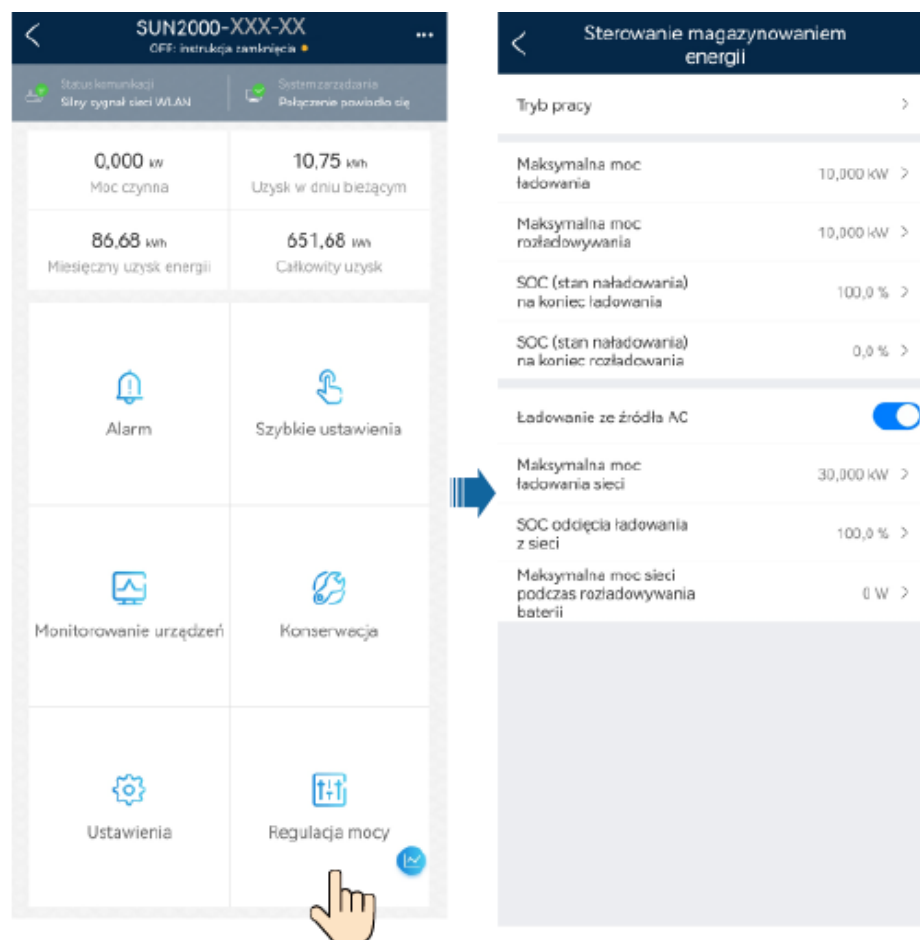 SUN2000-XXX-XX
OFF: instrukcja zamknięcia
Status komunikacji
Silny sygnał sieci WLAN
System zarządzania
Połączenie powiodło się
0,000 kW
Moc czynna
10,75 kWh
Uzysk w dniu bieżącym
86,68 kWh
Miesięczny uzysk energii
651,68 kWh
Całkowity uzysk
Alarm
Szybkie ustawienia
Monitorowanie urządzeń
Konserwacja
Ustawienia
Regulacja mocy
Sterowanie magazynowaniem
energii
Tryb pracy
Maksymalna moc
ładowania
10,000 kW
Maksymalna moc
rozładowywania
10,000 kW
SOC (stan naładowania)
na koniec ładowania
100,0 %
SOC (stan naładowania)
na koniec rozładowania
0,0 %
Ładowanie ze źródła AC
Maksymalna moc
ładowania sieci
30,000 kW
SOC odcięcia ładowania
z sieci
100,0 %
Maksymalna moc sieci
podczas rozładowywania
baterii
0 W